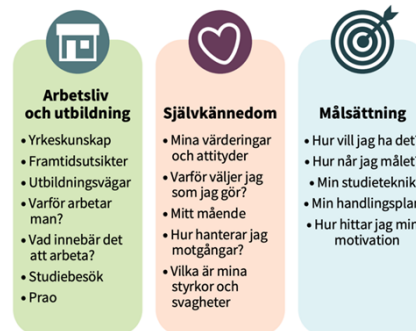 Arbetsliv
och utbildning
• Yrkeskunskap
• Framtidsutsikter
• Utbildningsvägar
• Varför arbetar
man?
• Vad innebär det
att arbeta?
• Studiebesök
• Prao
Självkännedom
• Mina värderingar
och attityder
• Varför väljer jag
som jag gör?
• Mitt mående
• Hur hanterar jag
motgångar?
• Vilka är mina
styrkor och
svagheter
Målsättning
• Hur vill jag ha det?
• Hur når jag målet?
• Min studieteknik
• Min handlingsplan
• Hur hittar jag min
motivation